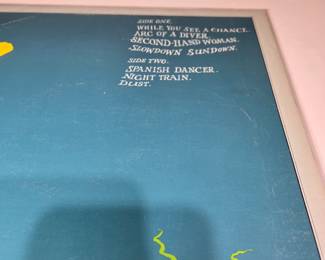 SIDE ONE.
WHILE YOU SEE A CHANCE.
ARC OF A DIVER.
SECOND-HAND WOMAN.
SLOWDOWN SUNDOWN.
SIDE TWO.
SPANISH DANCER.
NIGHT TRAIN.
DUST.